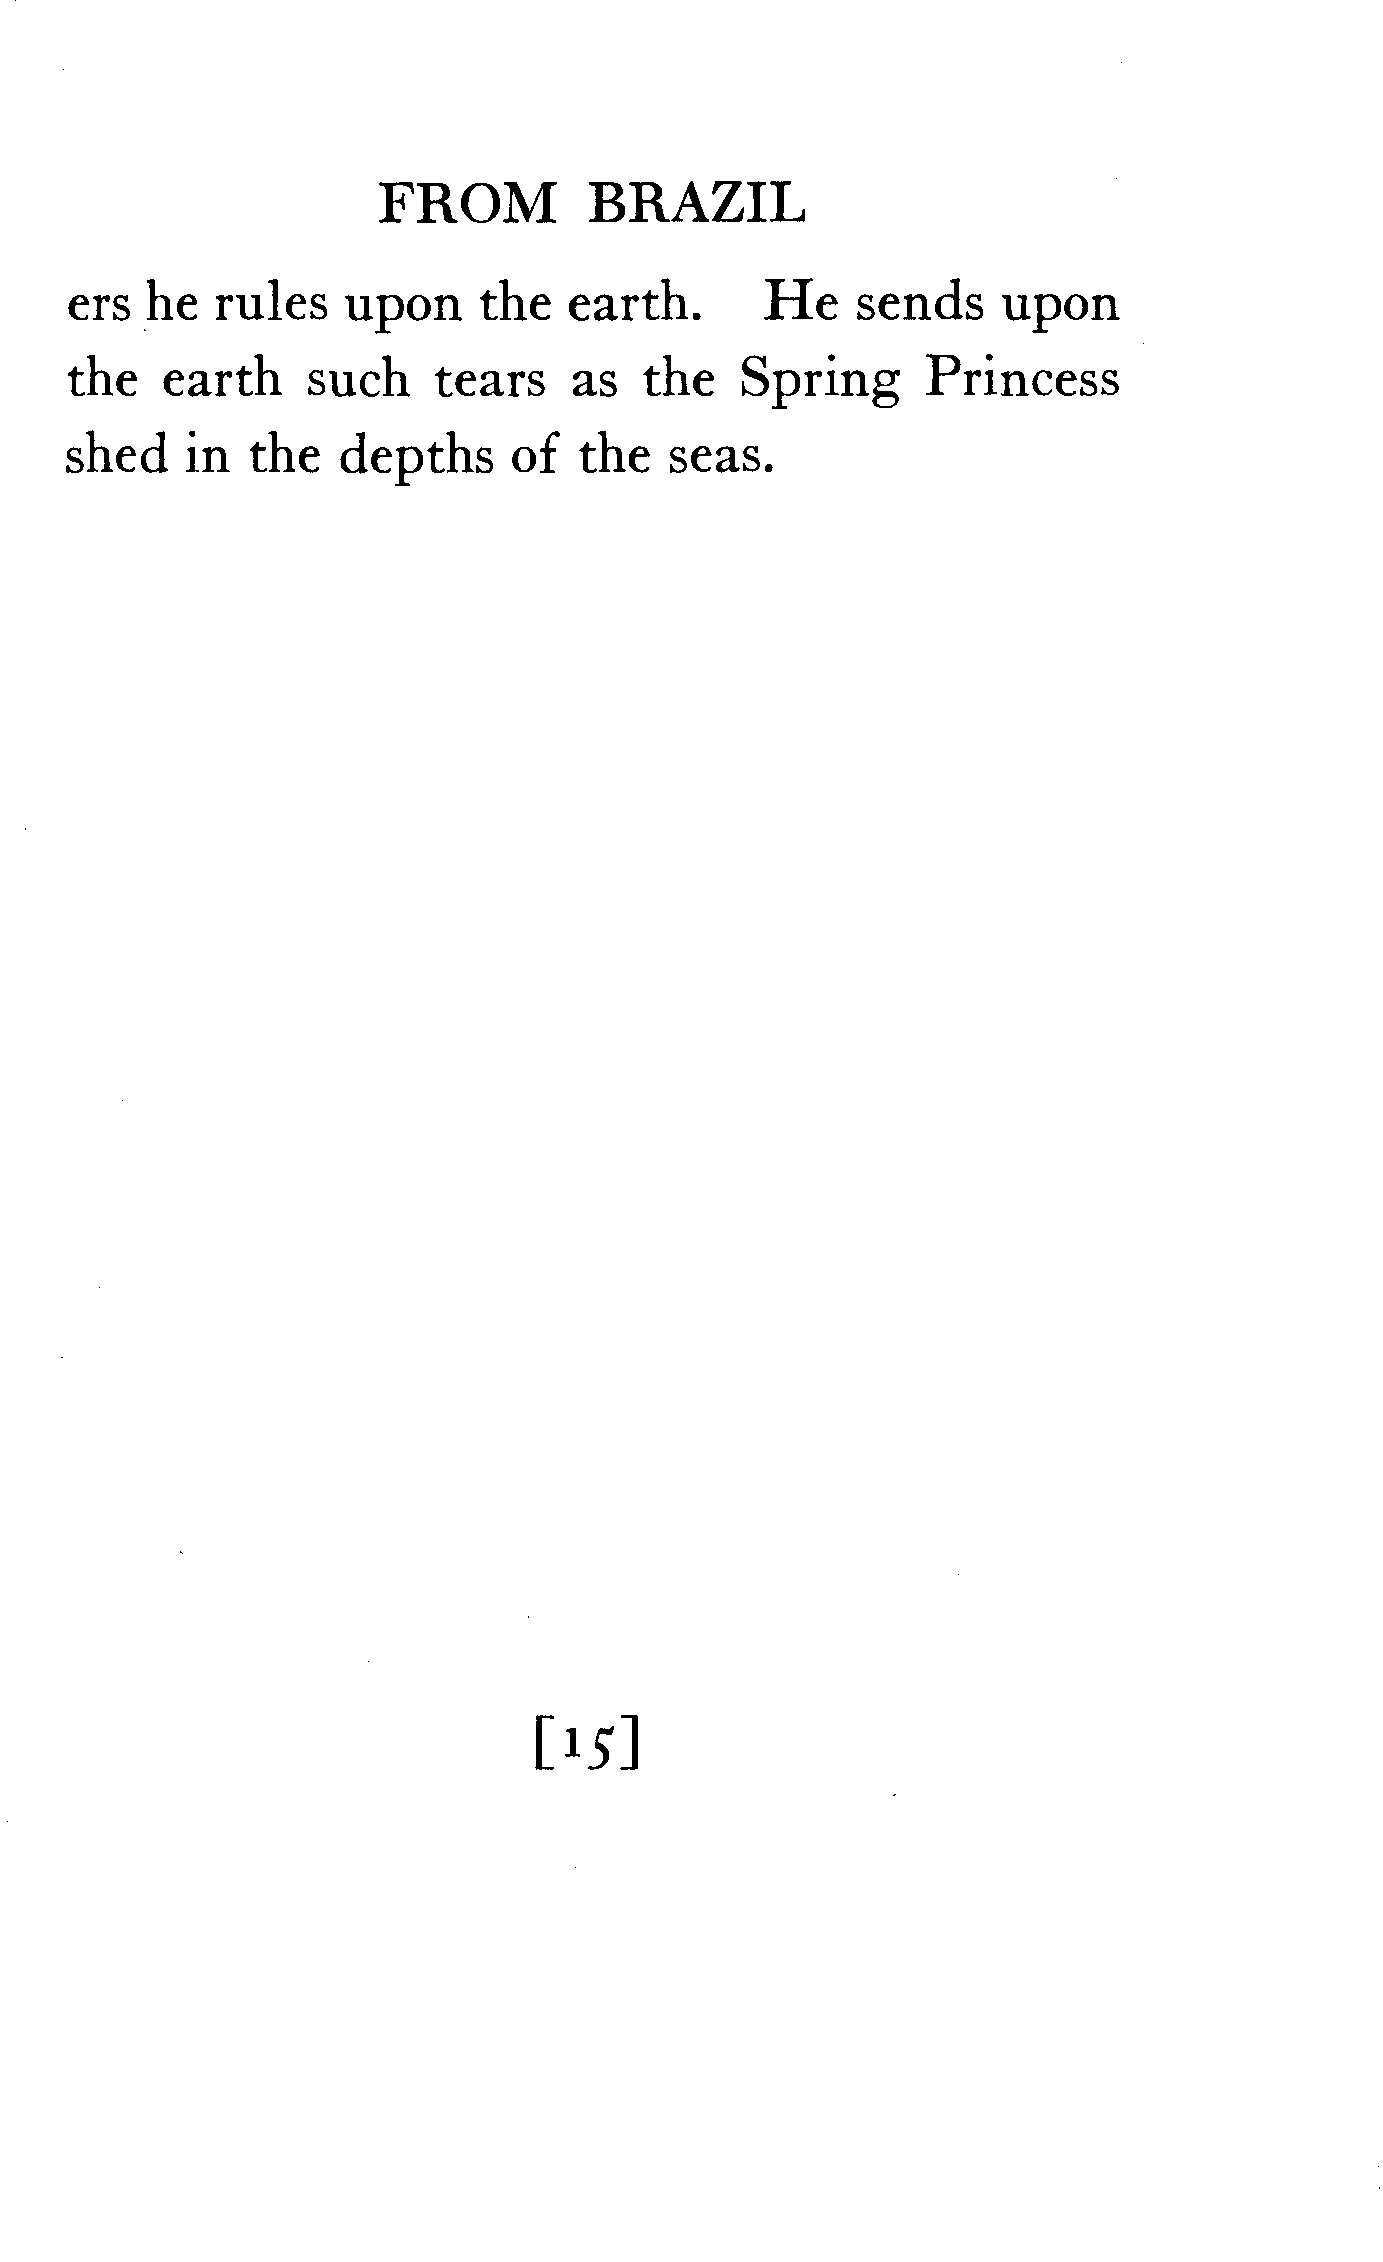 FROM BRAZIL
ers he rules upon the earth. He sends upon
the earth such tears as the Spring Princess
shed in the depths of the seas.
[15]